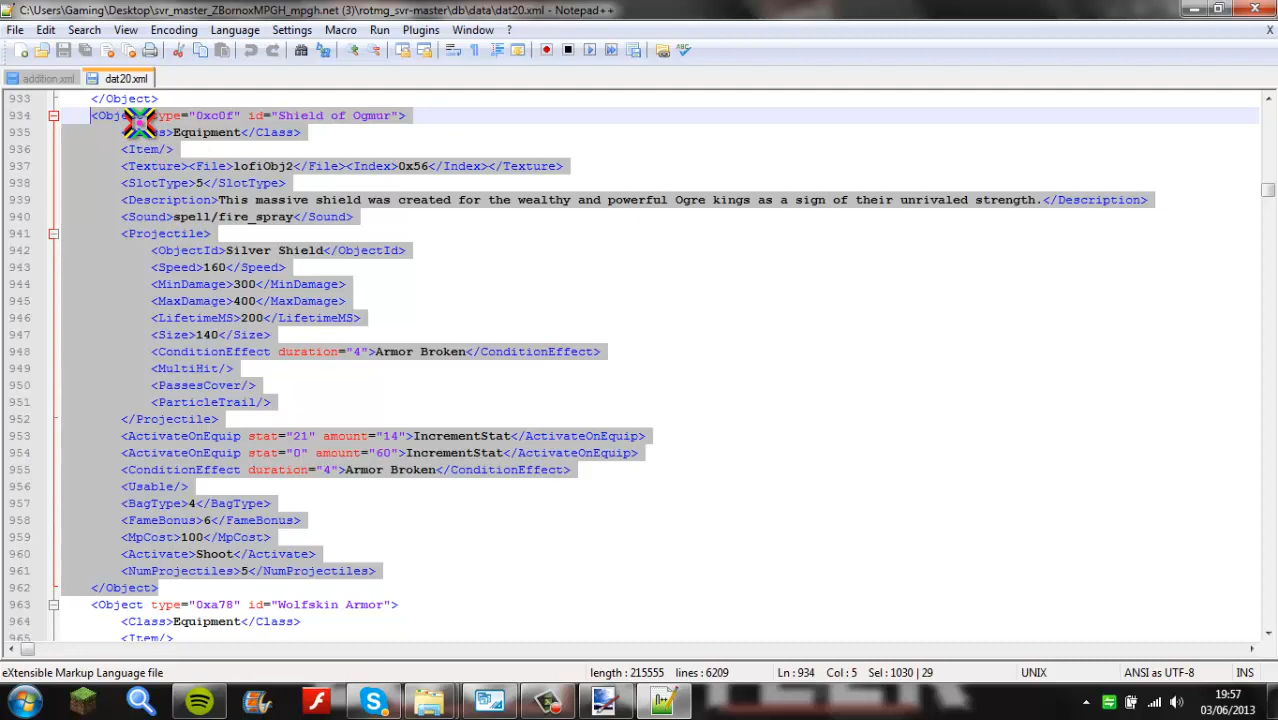 C:\Users\Gaming\Desktop\svr_master_ZBornoxMPGH_mpgh.net (3)\rotmg_svr-master\db\data\dat20.xml - Notepad++
File Edit Search View Encoding Language Settings Macro Run Plugins Window ? X
addition.xml dat20.xml
933 </Object>
934 <Object type="0xc0f" id="Shield of Ogmur">
935 Equipment</Class>
936 <Item/>
937 <Texture><File>lofiObj2</File><Index>0x56</Index></Texture>
938 <SlotType>5</SlotType>
939 <Description>This massive shield was created for the wealthy and powerful Ogre kings as a sign of their unrivaled strength.</Description>
940 <Sound>spell/fire_spray</Sound>
941 <Projectile>
942 <ObjectId>Silver Shield</ObjectId>
943 <Speed>160</Speed>
944 <MinDamage>300</MinDamage>
945 <MaxDamage>400</MaxDamage>
946 <LifetimeMS>200</LifetimeMS>
947 <Size>140</Size>
948 <ConditionEffect duration="4">Armor Broken</ConditionEffect>
949 <MultiHit/>
950 <PassesCover/>
951 <ParticleTrail/>
952 </Projectile>
953 <ActivateOnEquip stat="21" amount="14">IncrementStat</ActivateOnEquip>
954 <ActivateOnEquip stat="0" amount="60">IncrementStat</ActivateOnEquip>
955 <ConditionEffect duration="4">Armor Broken</ConditionEffect>
956 <Usable/>
957 <BagType>4</BagType>
958 <FameBonus>6</FameBonus>
959 <MpCost>100</MpCost>
960 <Activate>Shoot</Activate>
961 <NumProjectiles>5</NumProjectiles>
962 </Object>
963 <Object type="0xa78" id="Wolfskin Armor">
964 <Class>Equipment</Class>
965 <Item/>
eXtensible Markup Language file length : 215555 lines : 6209 Ln : 934 Col : 5 Sel : 1030 | 29 UNIX ANSI as UTF-8 INS
19:57
03/06/2013